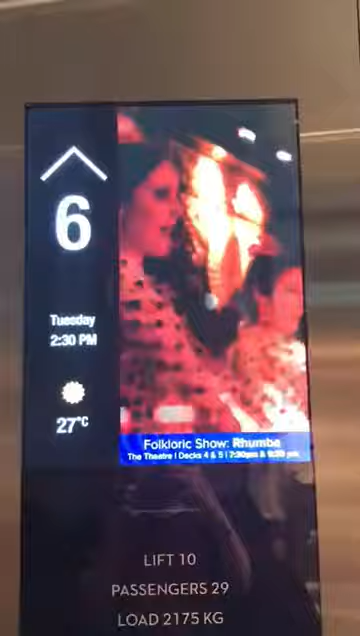 6
Tuesday
2:30 PM
27°C
Folkloric Show: Rhumba
The Theatre | Decks 4 & 5 | 7:30pm & 9:30 pm
LIFT 10
PASSENGERS 29
LOAD 2175 KG